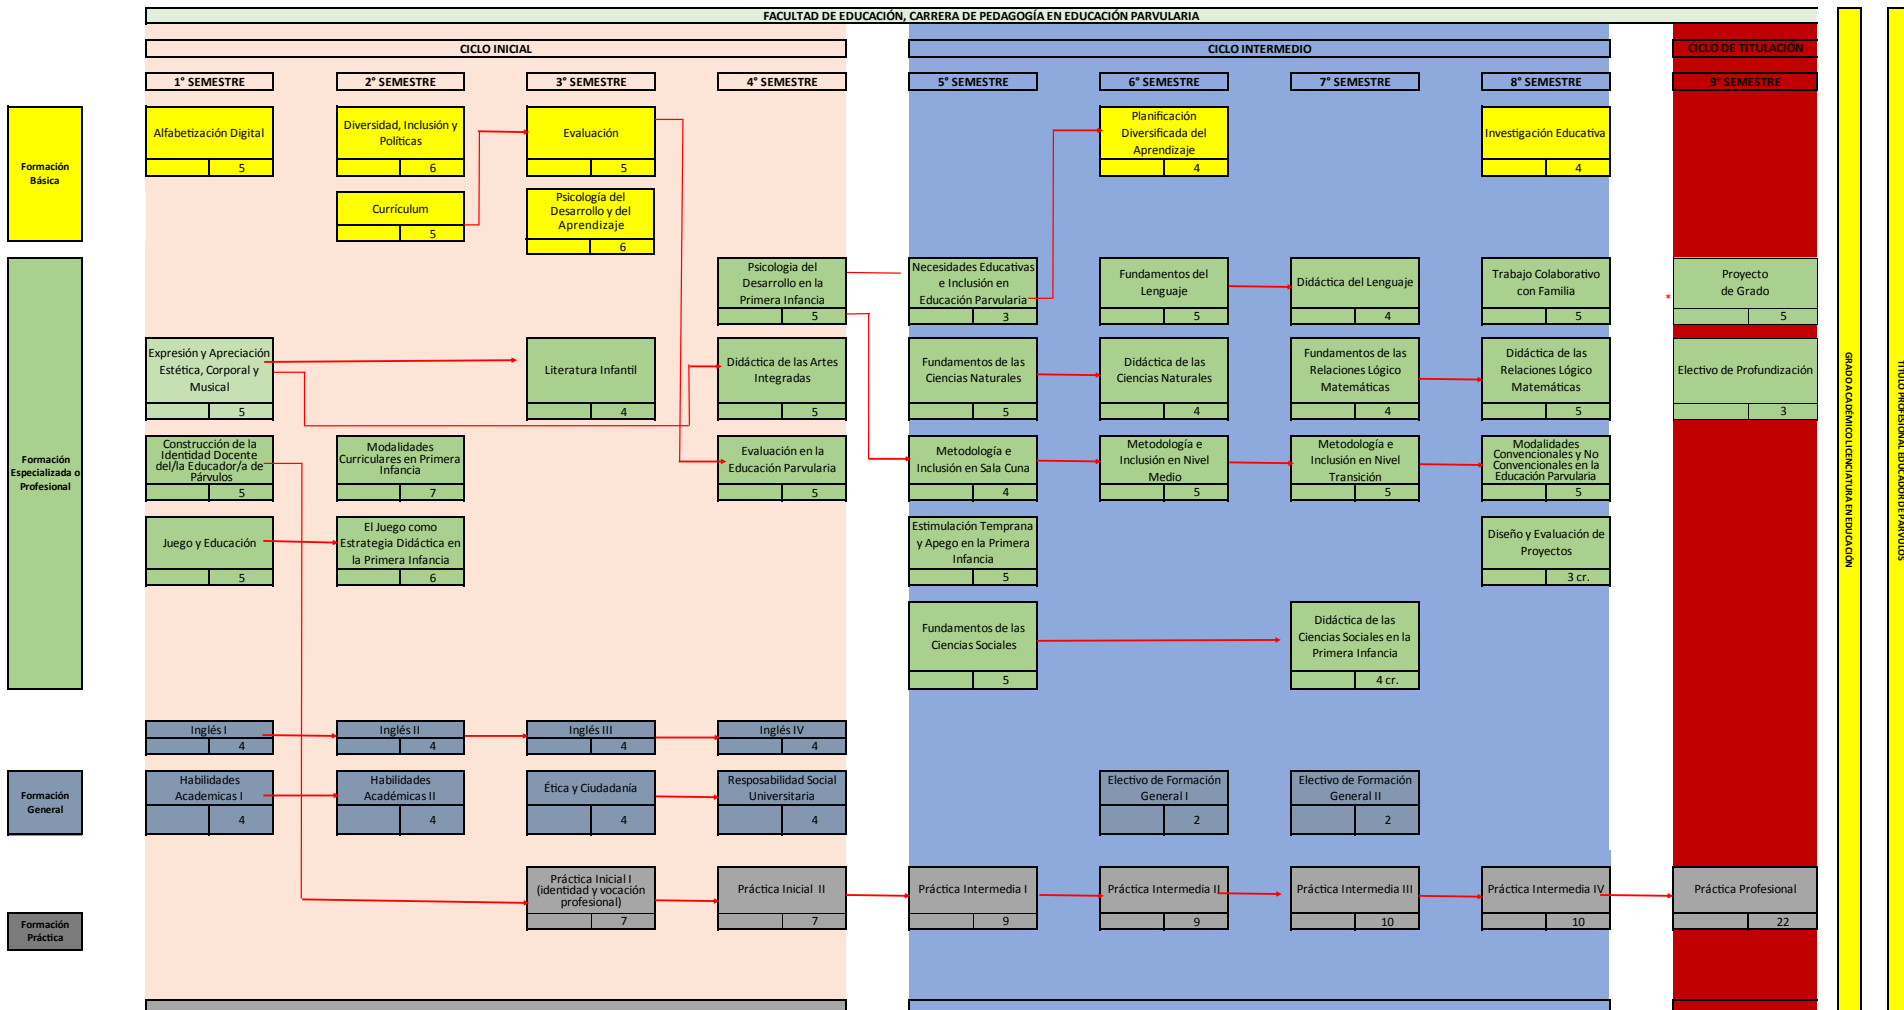 FACULTAD DE EDUCACIÓN, CARRERA DE PEDAGOGÍA EN EDUCACIÓN PARVULARIA
CICLO INICIAL
CICLO INTERMEDIO
CICLO DE TITULACIÓN
1° SEMESTRE
2° SEMESTRE
3° SEMESTRE
4° SEMESTRE
5° SEMESTRE
6° SEMESTRE
7° SEMESTRE
8° SEMESTRE
9° SEMESTRE
Formación
Básica
Alfabetización Digital
5
Diversidad, Inclusión y
Políticas
6
Evaluación
5
Planificación
Diversificada del
Aprendizaje
4
Investigación Educativa
4
Currículum
5
Psicología del
Desarrollo y del
Aprendizaje
6
Formación
Especializada o
Profesional
Psicologia del
Desarrollo en la
Primera Infancia
5
Necesidades Educativas
e Inclusión en
Educación Parvularia
3
Fundamentos del
Lenguaje
5
Didáctica del Lenguaje
4
Trabajo Colaborativo
con Familia
5
*
Proyecto
de Grado
5
Expresión y Apreciación
Estética, Corporal y
Musical
5
Literatura Infantil
4
Didáctica de las Artes
Integradas
5
Fundamentos de las
Ciencias Naturales
5
Didáctica de las
Ciencias Naturales
4
Fundamentos de las
Relaciones Lógico
Matemáticas
4
Didáctica de las
Relaciones Lógico
Matemáticas
5
Electivo de Profundización
3
Construcción de la
Identidad Docente
del/la Educador/a de
Párvulos
5
Modalidades
Curriculares en Primera
Infancia
7
Evaluación en la
Educación Parvularia
5
Metodología e
Inclusión en Sala Cuna
4
Metodología e
Inclusión en Nivel
Medio
5
Metodología e
Inclusión en Nivel
Transición
5
Modalidades
Convencionales y No
Convencionales en la
Educación Parvularia
5
Juego y Educación
5
El Juego como
Estrategia Didáctica en
la Primera Infancia
6
Estimulación Temprana
y Apego en la Primera
Infancia
5
Diseño y Evaluación de
Proyectos
3 cr.
Fundamentos de las
Ciencias Sociales
5
Didáctica de las
Ciencias Sociales en la
Primera Infancia
4 cr.
Inglés I
4
Inglés II
4
Inglés III
4
Inglés IV
4
Formación
General
Habilidades
Academicas I
4
Habilidades
Académicas II
4
Ética y Ciudadanía
4
Resposabilidad Social
Universitaria
4
Electivo de Formación
General I
2
Electivo de Formación
General II
2
Formación
Práctica
Práctica Inicial I
(identidad y vocación
profesional)
7
Práctica Inicial II
7
Práctica Intermedia I
9
Práctica Intermedia II
9
Práctica Intermedia III
10
Práctica Intermedia IV
10
Práctica Profesional
22
GRADO ACADÉMICO LICENCIATURA EN EDUCACIÓN
TITULO PROFESIONAL EDUCADOR DE PÁRVULOS